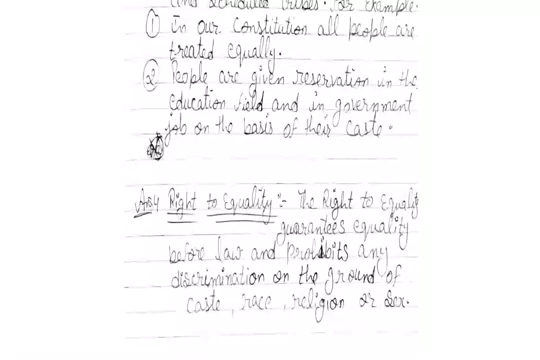 and scheduled tribes. For example.
① In our Constitution all people are
treated equally.
② People are given reservation in the
education field and in government
job on the basis of their caste.
Ans4 Right to Equality :- The Right to Equality
guarantees equality
before law and prohibits any
discrimination on the ground of
caste, race, religion or sex.